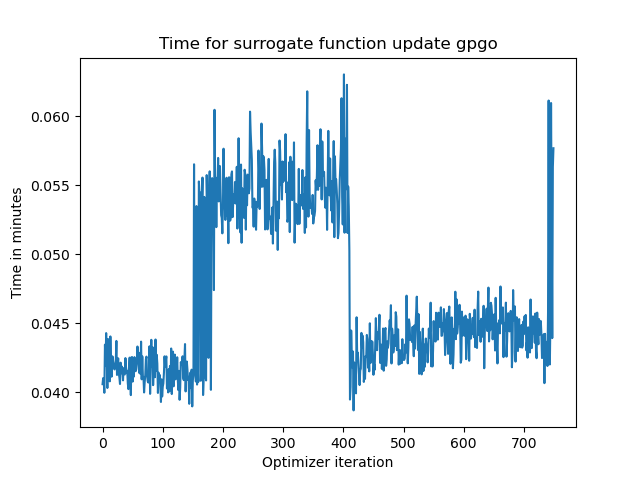 Time for surrogate function update gpgo
Time in minutes
0.060
0.055
0.050
0.045
0.040
0 100 200 300 400 500 600 700
Optimizer iteration